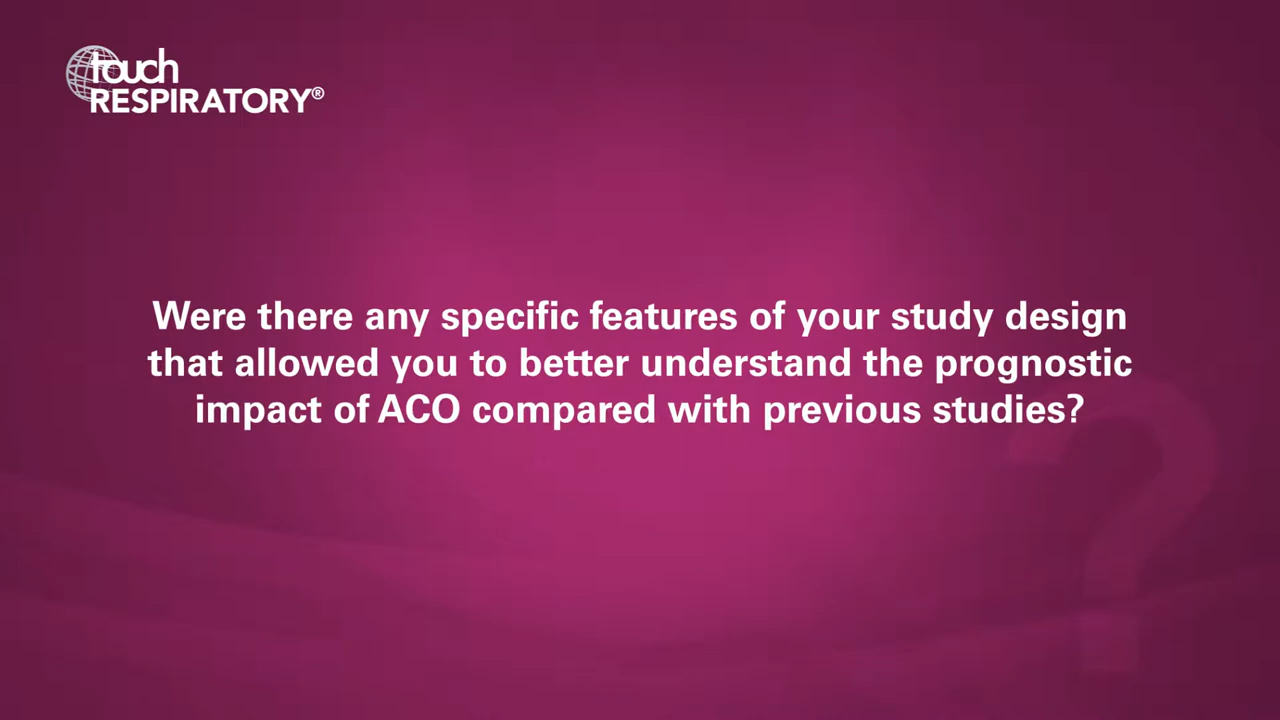 touch
RESPIRATORY®
Were there any specific features of your study design
that allowed you to better understand the prognostic
impact of ACO compared with previous studies?
?